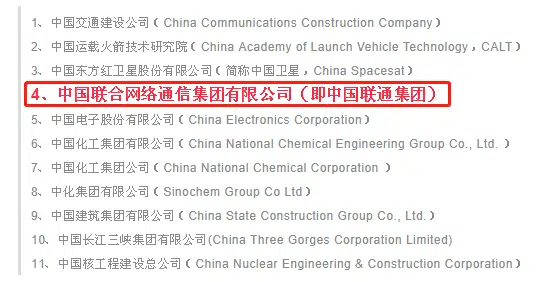 1、中国交通建设公司（China Communications Construction Company）
2、中国运载火箭技术研究院（China Academy of Launch Vehicle Technology，CALT）
3、中国东方红卫星股份有限公司（简称中国卫星，China Spacesat）
4、中国联合网络通信集团有限公司（即中国联通集团）
5、中国电子股份有限公司（China Electronics Corporation）
6、中国化工集团有限公司（China National Chemical Engineering Group Co., Ltd. ）
7、中国化工集团公司（China National Chemical Corporation ）
8、中化集团有限公司（Sinochem Group Co Ltd）
9、中国建筑集团有限公司（China State Construction Group Co., Ltd.）
10、中国长江三峡集团有限公司(China Three Gorges Corporation Limited)
11、中国核工程建设总公司（China Nuclear Engineering & Construction Corporation）